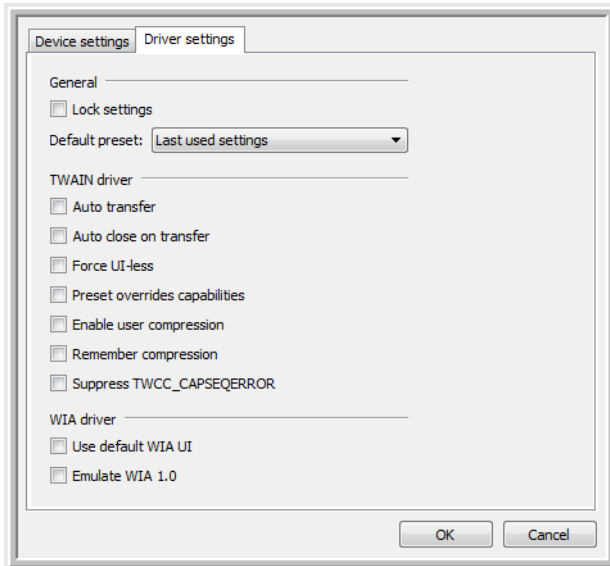 Device settings Driver settings
General
Lock settings
Default preset: Last used settings
TWAIN driver
Auto transfer
Auto close on transfer
Force UI-less
Preset overrides capabilities
Enable user compression
Remember compression
Suppress TWCC_CAPSEQERROR
WIA driver
Use default WIA UI
Emulate WIA 1.0
OK Cancel